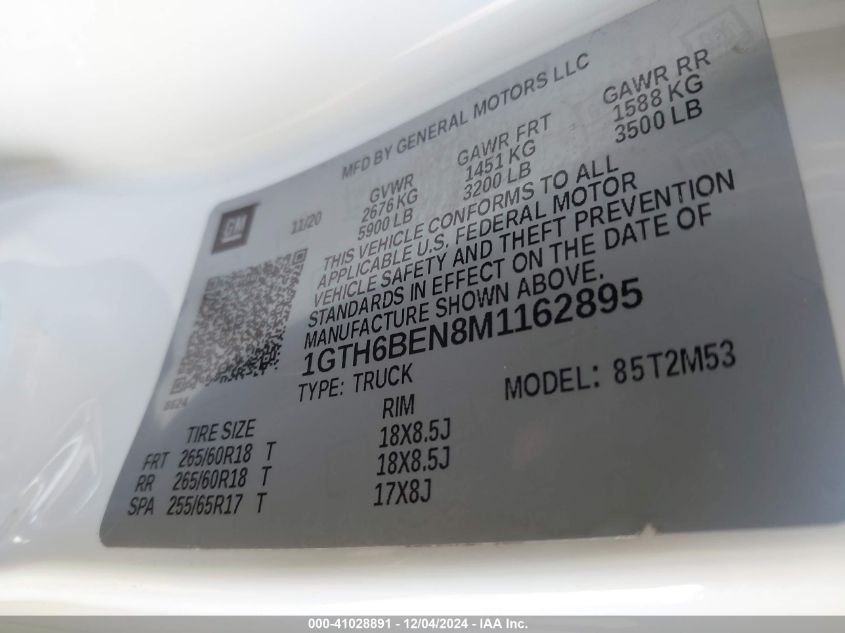 MFD BY GENERAL MOTORS LLC
GM
11/20
GVWR GAWR FRT GAWR RR
2676 KG 1451 KG 1588 KG
5900 LB 3200 LB 3500 LB
THIS VEHICLE CONFORMS TO ALL
APPLICABLE U.S. FEDERAL MOTOR
VEHICLE SAFETY AND THEFT PREVENTION
STANDARDS IN EFFECT ON THE DATE OF
MANUFACTURE SHOWN ABOVE.
1GTH6BEN8M1162895
8624
TYPE: TRUCK MODEL: 85T2M53
TIRE SIZE RIM
FRT 265/60R18 T 18X8.5J
RR 265/60R18 T 18X8.5J
SPA 255/65R17 T 17X8J
000-41028891 - 12/04/2024 - IAA Inc.